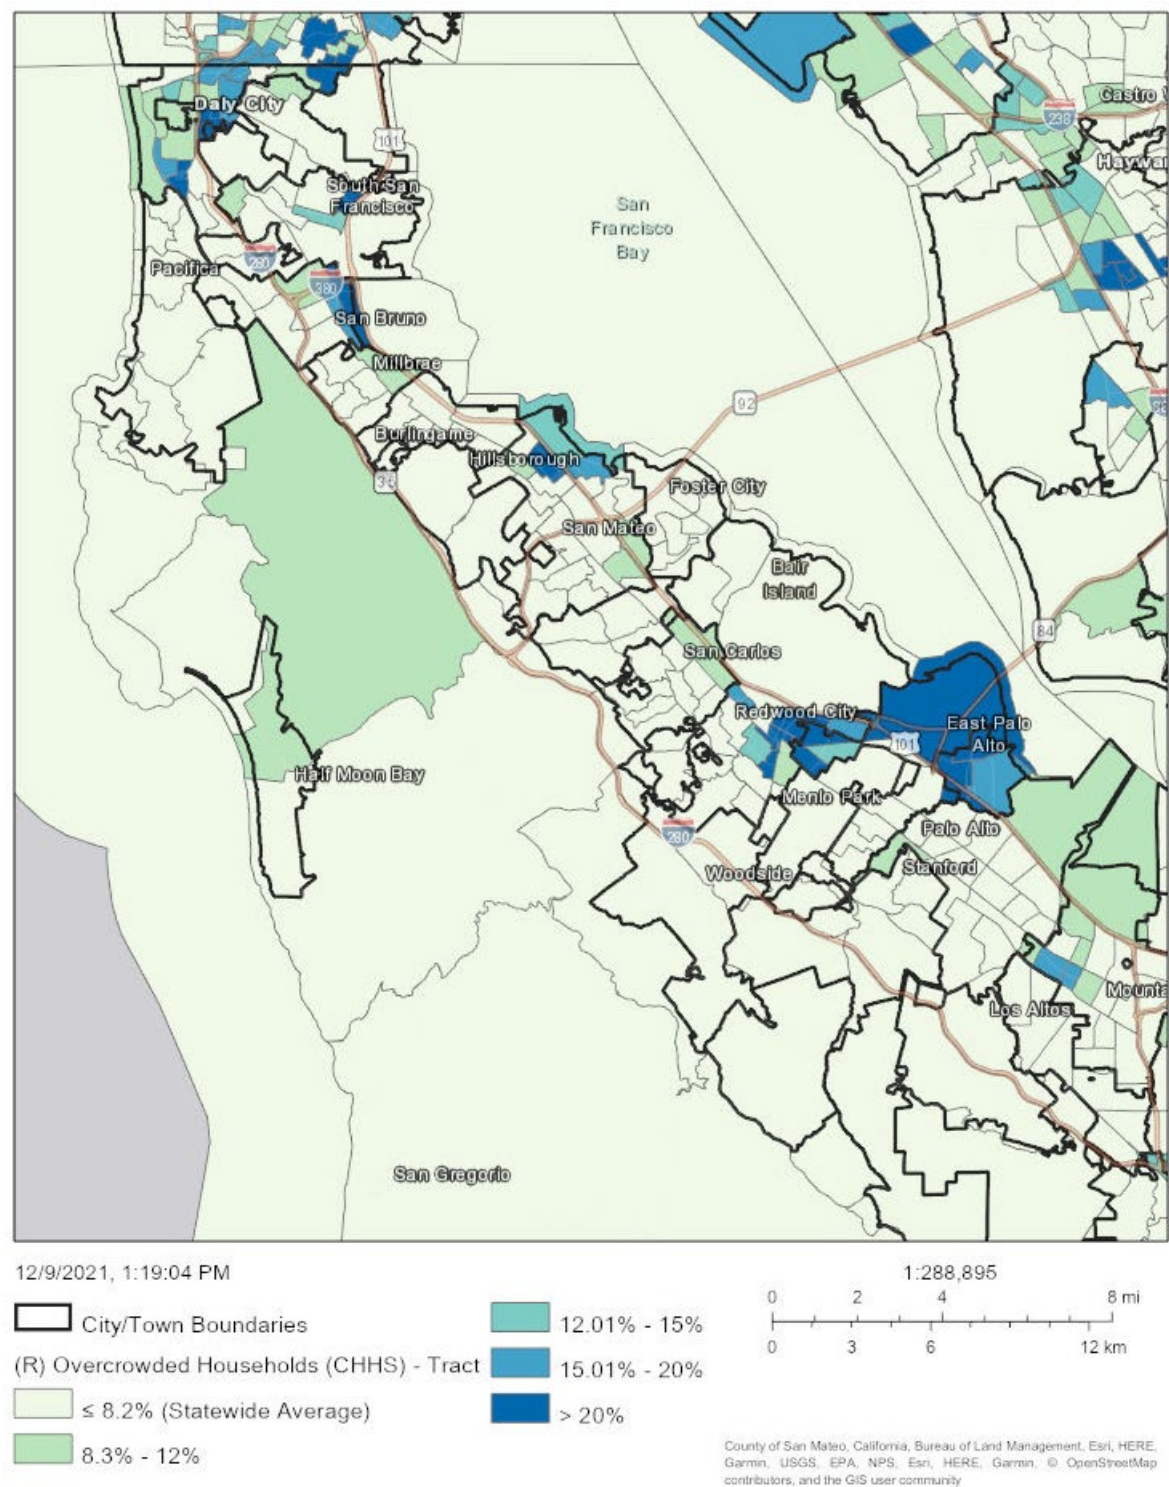 Daly City
238
Castro
101
Haywar
South San
Francisco
San
Francisco
Bay
280
Pacifica
380
San Bruno
Millbrae
92
Burlingame
Hillsborough
35
Foster City
San Mateo
Bair
Island
84
San Carlos
Redwood City
East Palo
Alto
101
Half Moon Bay
Menlo Park
Palo Alto
280
Stanford
Woodside
Mounta
Los Altos
San Gregorio
12/9/2021, 1:19:04 PM
1:288,895
0 2 4 8 mi
0 3 6 12 km
City/Town Boundaries
(R) Overcrowded Households (CHHS) - Tract
≤ 8.2% (Statewide Average)
8.3% - 12%
12.01% - 15%
15.01% - 20%
> 20%
County of San Mateo, California, Bureau of Land Management, Esri, HERE,
Garmin, USGS, EPA, NPS, Esri, HERE, Garmin, © OpenStreetMap
contributors, and the GIS user community